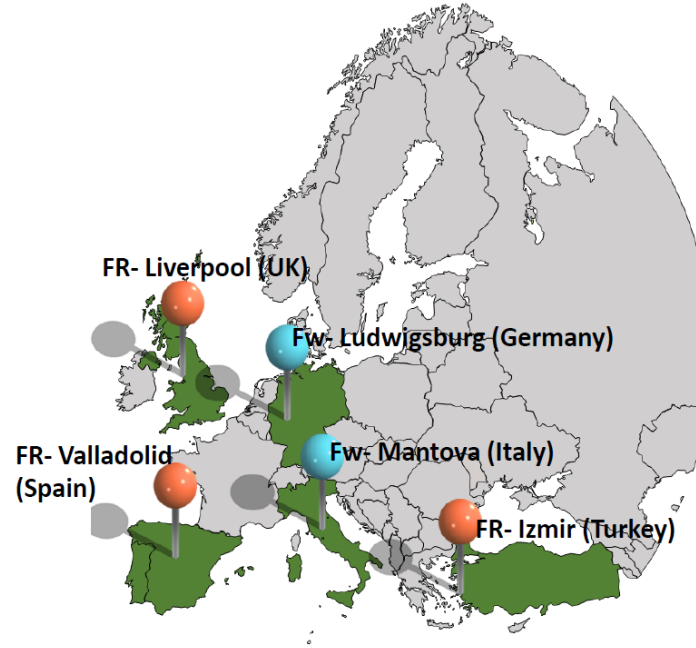 FR- Liverpool (UK)
Fw- Ludwigsburg (Germany)
Fw- Mantova (Italy)
FR- Valladolid
(Spain)
FR- Izmir (Turkey)